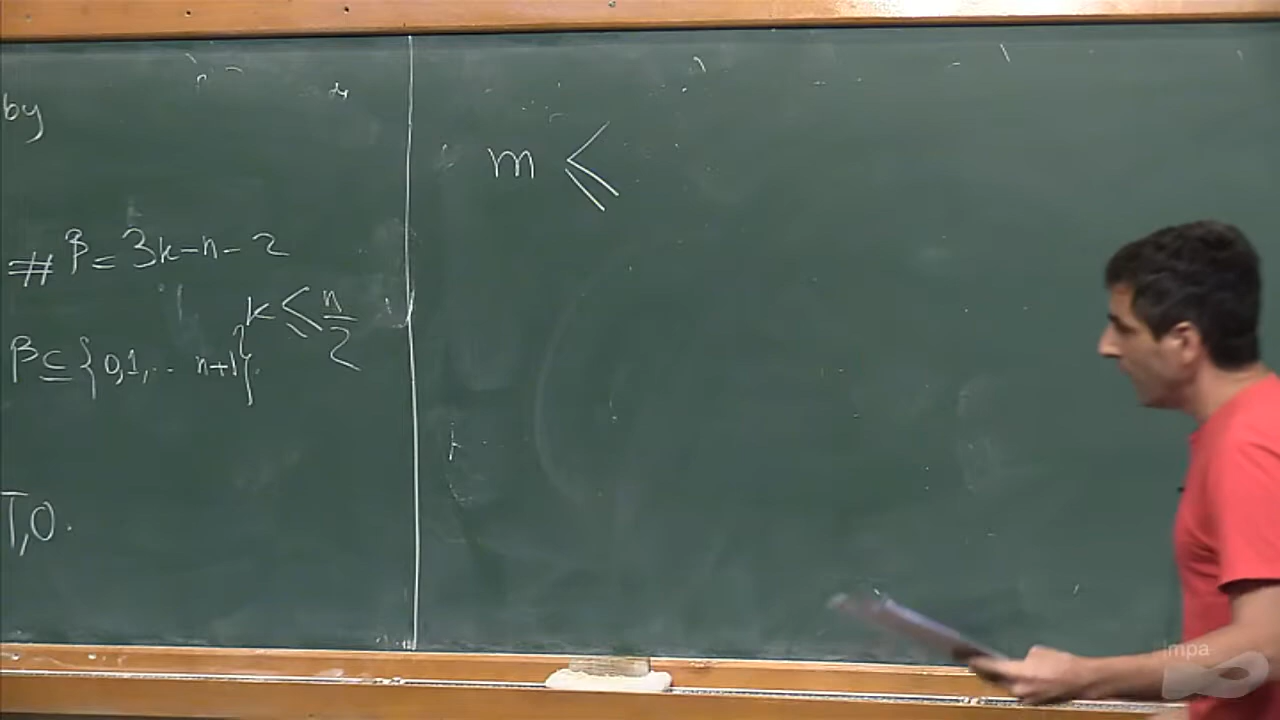 by
# β = 3k-n-2
k ≤ n/2
β ⊆ {0,1,.. n+1}
T,0.
m ≤
impa